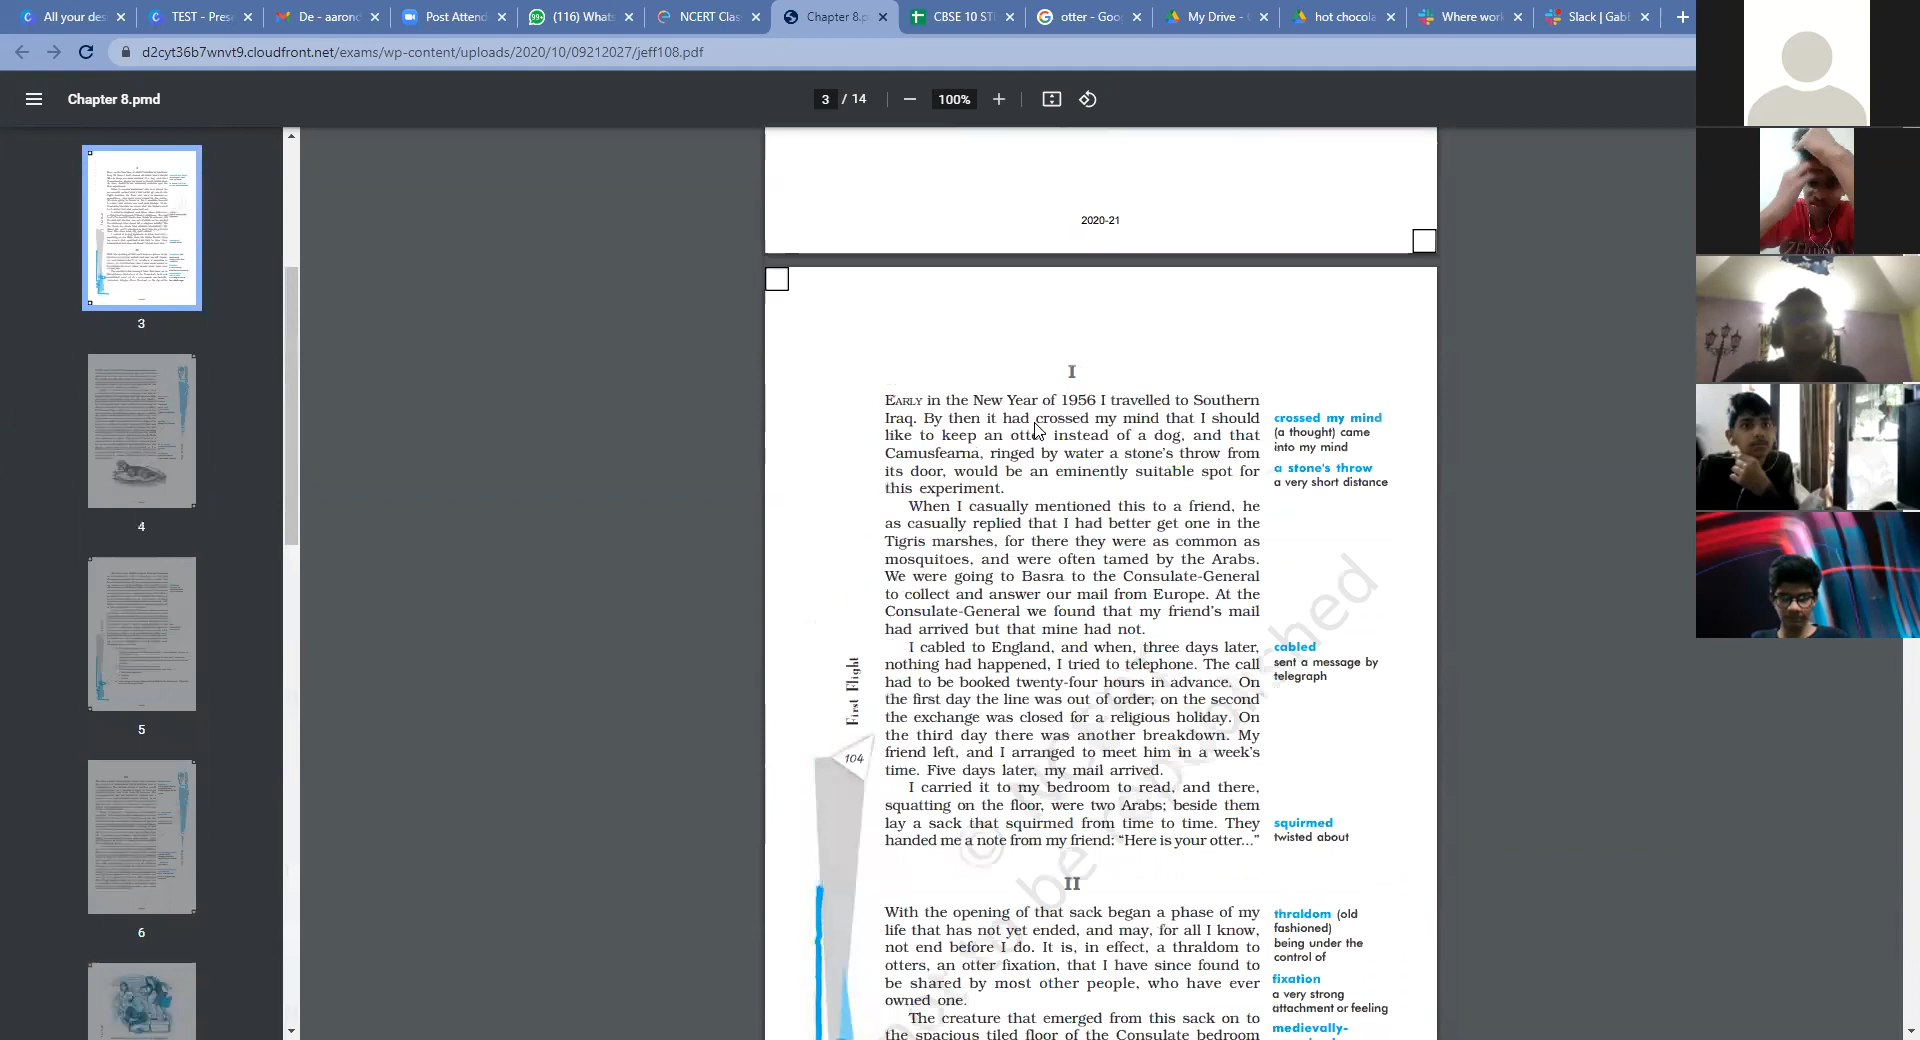 All your des
TEST - Pres
De - aaronc
Post Attend
(116) Whats
NCERT Clas
Chapter 8.p
CBSE 10 ST
otter - Goo
My Drive -
hot chocola
Where wor
Slack | Gab
d2cyt36b7wnvt9.cloudfront.net/exams/wp-content/uploads/2020/10/09212027/jeff108.pdf
Chapter 8.pmd
3 / 14
100%
3
4
5
6
2020-21
I
EARLY in the New Year of 1956 I travelled to Southern
Iraq. By then it had crossed my mind that I should
like to keep an otter instead of a dog, and that
Camusfearna, ringed by water a stone's throw from
its door, would be an eminently suitable spot for
this experiment.
When I casually mentioned this to a friend, he
as casually replied that I had better get one in the
Tigris marshes, for there they were as common as
mosquitoes, and were often tamed by the Arabs.
We were going to Basra to the Consulate-General
to collect and answer our mail from Europe. At the
Consulate-General we found that my friend's mail
had arrived but that mine had not.
I cabled to England, and when, three days later,
nothing had happened, I tried to telephone. The call
had to be booked twenty-four hours in advance. On
the first day the line was out of order; on the second
the exchange was closed for a religious holiday. On
the third day there was another breakdown. My
friend left, and I arranged to meet him in a week's
time. Five days later, my mail arrived.
I carried it to my bedroom to read, and there,
squatting on the floor, were two Arabs; beside them
lay a sack that squirmed from time to time. They
handed me a note from my friend: “Here is your otter...”
II
With the opening of that sack began a phase of my
life that has not yet ended, and may, for all I know,
not end before I do. It is, in effect, a thraldom to
otters, an otter fixation, that I have since found to
be shared by most other people, who have ever
owned one.
The creature that emerged from this sack on to
the spacious tiled floor of the Consulate bedroom
crossed my mind
(a thought) came
into my mind
a stone's throw
a very short distance
cabled
sent a message by
telegraph
squirmed
twisted about
thraldom (old
fashioned)
being under the
control of
fixation
a very strong
attachment or feeling
medievally-
First Flight
104